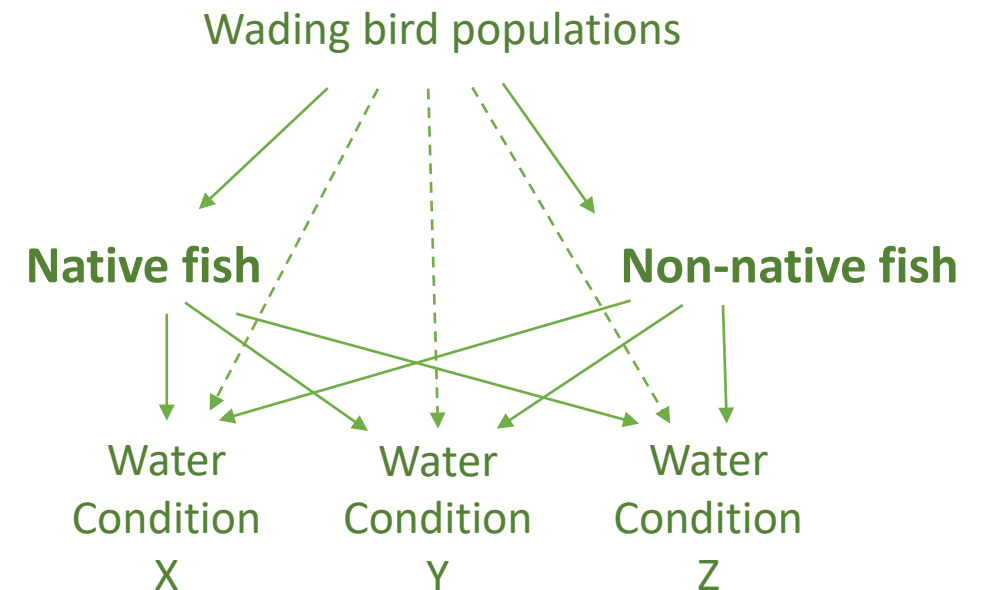 Wading bird populations
Native fish
Non-native fish
Water
Condition
X
Water
Condition
Y
Water
Condition
Z